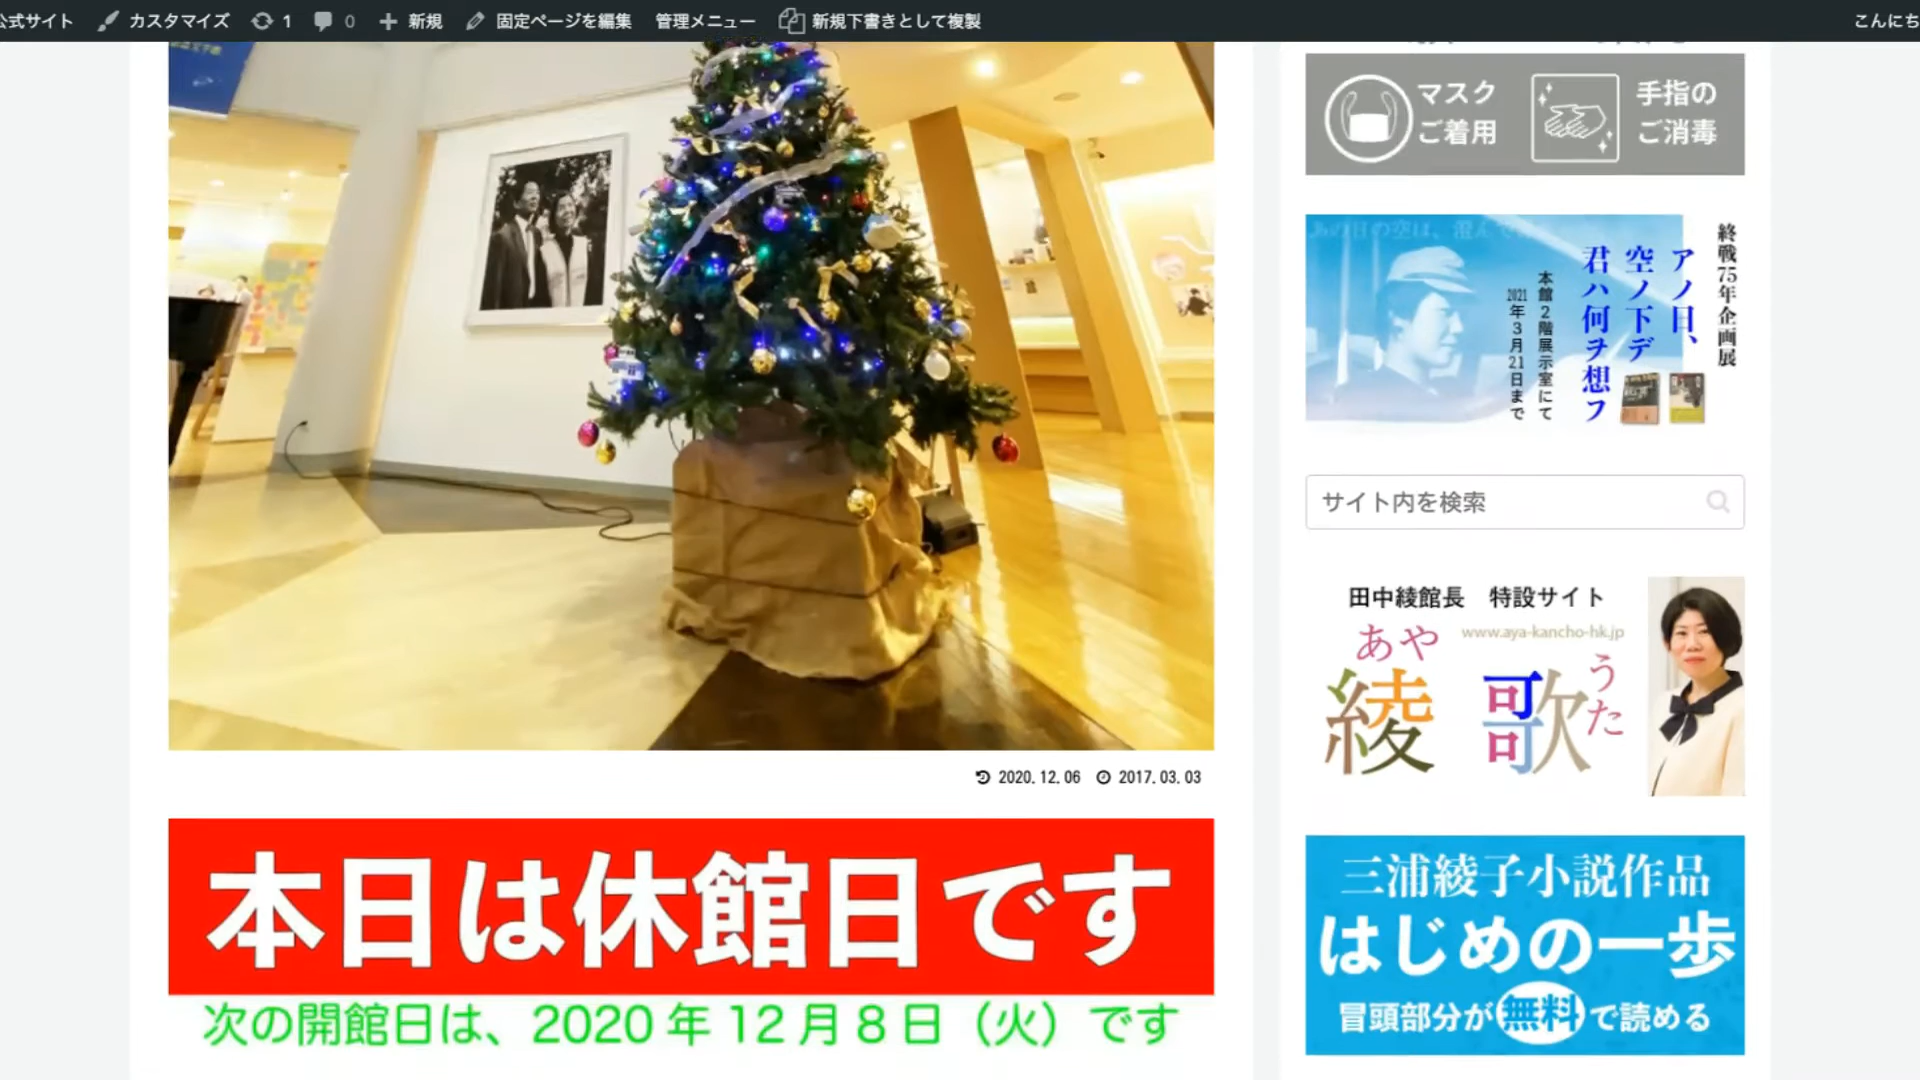 公式サイト カスタマイズ 1 0 新規 固定ページを編集 管理メニュー 新規下書きとして複製 こんにち
2020.12.06 2017.03.03
本日は休館日です
次の開館日は、2020年12月8日（火）です
マスク
ご着用
手指の
ご消毒
終戦75年企画展
アノ日、
空ノ下デ
君ハ何ヲ想フ
本館2階展示室にて
2021年3月21日まで
サイト内を検索
田中綾館長 特設サイト
www.aya-kancho-hk.jp
あや
綾
歌
うた
三浦綾子小説作品
はじめの一歩
冒頭部分が無料で読める